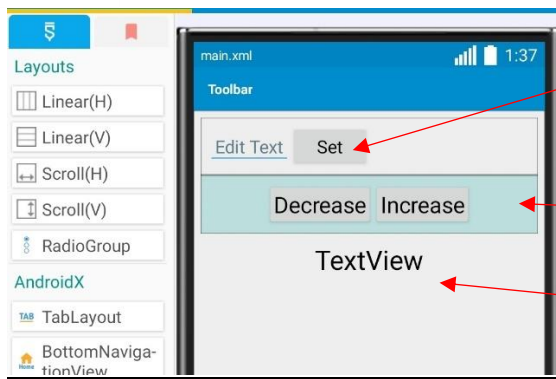 Layouts
Linear(H)
Linear(V)
Scroll(H)
Scroll(V)
RadioGroup
AndroidX
TAB TabLayout
BottomNaviga-
tionView
Home
main.xml
1:37
Toolbar
Edit Text
Set
Decrease
Increase
TextView